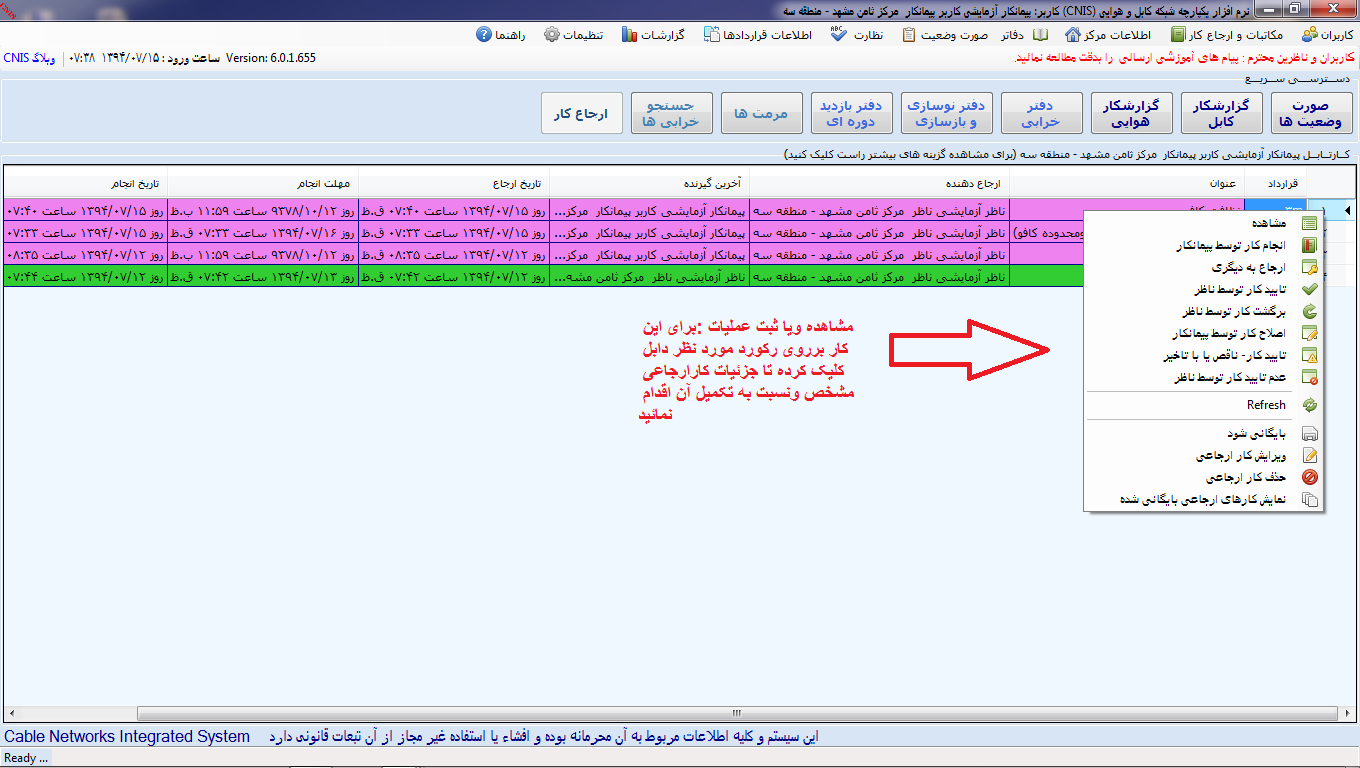 نرم افزار یکپارچه شبکه کابل و هوایی (CNIS) کاربر: پیمانکار آزمایشی کاربر پیمانکار مرکز ثامن مشهد - منطقه سه
کاربران مکاتبات و ارجاع کار اطلاعات مرکز دفاتر صورت وضعیت نظارت اطلاعات قراردادها گزارشات تنظیمات راهنما
کاربران و ناظرین محترم : پیام های آموزشی ارسالی را بدقت مطالعه نمائید.
Version: 6.0.1.655 ساعت ورود : ۱۳۹۴/۰۷/۱۵ ۰۷:۳۸ وبلاگ CNIS
دسترسی سریع
صورت وضعیت ها
گزارشکار کابل
گزارشکار هوایی
دفتر خرابی
دفتر نوسازی و بازسازی
دفتر بازدید دوره ای
مرمت ها
جستجو خرابی ها
ارجاع کار
کارتابل پیمانکار آزمایشی کاربر پیمانکار مرکز ثامن مشهد - منطقه سه (برای مشاهده گزینه های بیشتر راست کلیک کنید)
قرارداد عنوان ارجاع دهنده آخرین گیرنده تاریخ ارجاع مهلت انجام تاریخ انجام
ناظر آزمایشی ناظر مرکز ثامن مشهد - منطقه سه پیمانکار آزمایشی کاربر پیمانکار مرکز... روز ۱۳۹۴/۰۷/۱۵ ساعت ۰۷:۴۰ ق.ظ روز ۹۳۷۸/۱۰/۱۲ ساعت ۱۱:۵۹ ب.ظ روز ۱۳۹۴/۰۷/۱۵ ساعت ۰۷:۴۰
ومحدوده کافو) ناظر آزمایشی ناظر مرکز ثامن مشهد - منطقه سه پیمانکار آزمایشی کاربر پیمانکار مرکز... روز ۱۳۹۴/۰۷/۱۵ ساعت ۰۷:۳۳ ق.ظ روز ۱۳۹۴/۰۷/۱۶ ساعت ۰۷:۳۳ ق.ظ روز ۱۳۹۴/۰۷/۱۵ ساعت ۰۷:۳۳
ناظر آزمایشی ناظر مرکز ثامن مشهد - منطقه سه پیمانکار آزمایشی کاربر پیمانکار مرکز... روز ۱۳۹۴/۰۷/۱۲ ساعت ۰۸:۳۵ ق.ظ روز ۹۳۷۸/۱۰/۱۲ ساعت ۱۱:۵۹ ب.ظ روز ۱۳۹۴/۰۷/۱۲ ساعت ۰۸:۳۵
ناظر آزمایشی ناظر مرکز ثامن مشهد - منطقه سه ناظر آزمایشی ناظر مرکز ثامن مشه... روز ۱۳۹۴/۰۷/۱۲ ساعت ۰۷:۴۲ ق.ظ روز ۱۳۹۴/۰۷/۱۳ ساعت ۰۷:۴۲ ق.ظ روز ۱۳۹۴/۰۷/۱۲ ساعت ۰۷:۴۴
مشاهده
انجام کار توسط پیمانکار
ارجاع به دیگری
تایید کار توسط ناظر
برگشت کار توسط ناظر
اصلاح کار توسط پیمانکار
تایید کار - ناقص یا با تاخیر
عدم تایید کار توسط ناظر
Refresh
بایگانی شود
ویرایش کار ارجاعی
حذف کار ارجاعی
نمایش کارهای ارجاعی بایگانی شده
مشاهده ویا ثبت عملیات :برای این
کار برروی رکورد مورد نظر دابل
کلیک کرده تا جزئیات کارارجاعی
مشخص ونسبت به تکمیل آن اقدام
نمائید
این سیستم و کلیه اطلاعات مربوط به آن محرمانه بوده و افشاء یا استفاده غیر مجاز از آن تبعات قانونی دارد Cable Networks Integrated System
Ready ...